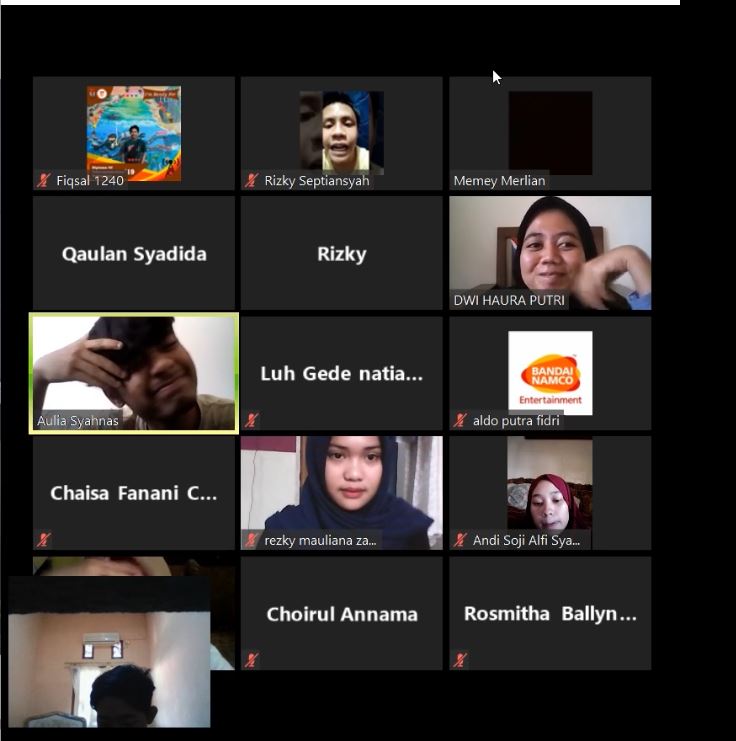 Fiqsal 1240
Rizky Septiansyah
Memey Merlian
Qaulan Syadida
Rizky
DWI HAURA PUTRI
Aulia Syahnas
Luh Gede natia...
BANDAI
NAMCO
Entertainment
aldo putra fidri
Chaisa Fanani C...
rezky mauliana za...
Andi Soji Alfi Sya...
Choirul Annama
Rosmitha Ballyn...